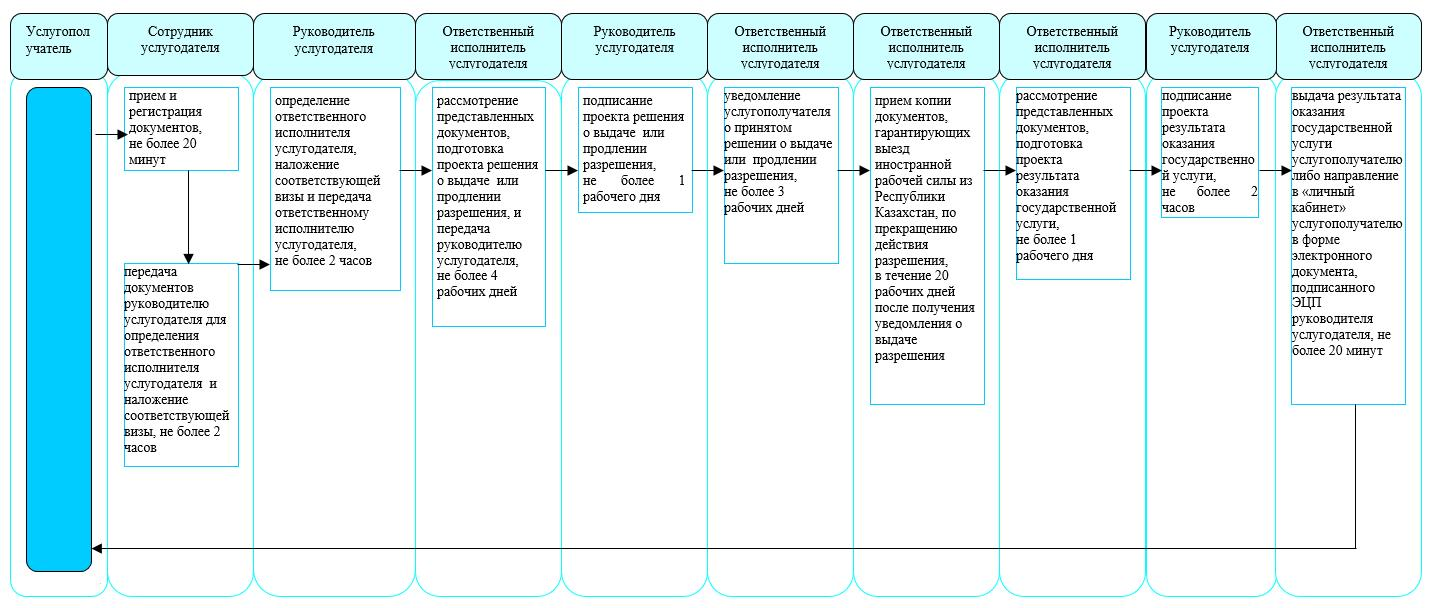 Услугопол
учатель
Сотрудник
услугодателя
Руководитель
услугодателя
Ответственный
исполнитель
услугодателя
Руководитель
услугодателя
Ответственный
исполнитель
услугодателя
Ответственный
исполнитель
услугодателя
Ответственный
исполнитель
услугодателя
Руководитель
услугодателя
Ответственный
исполнитель
услугодателя
прием и
регистрация
документов,
не более 20
минут
передача
документов
руководителю
услугодателя для
определения
ответственного
исполнителя
услугодателя и
наложение
соответствующей
визы, не более 2
часов
определение
ответственного
исполнителя
услугодателя,
наложение
соответствующей
визы и передача
ответственному
исполнителю
услугодателя,
не более 2 часов
рассмотрение
представленных
документов,
подготовка
проекта решения
о выдаче или
продлении
разрешения, и
передача
руководителю
услугодателя,
не более 4
рабочих дней
подписание
проекта решения
о выдаче или
продлении
разрешения,
не более 1
рабочего дня
уведомление
услугополучателя
о принятом
решении о выдаче
или продлении
разрешения,
не более 3
рабочих дней
прием копии
документов,
гарантирующих
выезд
иностранной
рабочей силы из
Республики
Казахстан, по
прекращению
действия
разрешения,
в течение 20
рабочих дней
после получения
уведомления о
выдаче
разрешения
рассмотрение
представленных
документов,
подготовка
проекта
результата
оказания
государственной
услуги,
не более 1
рабочего дня
подписание
проекта
результата
оказания
государственно
й услуги,
не более 2
часов
выдача результата
оказания
государственной
услуги
услугополучателю
либо направление
в «личный
кабинет»
услугополучателю
в форме
электронного
документа,
подписанного
ЭЦП
руководителя
услугодателя, не
более 20 минут